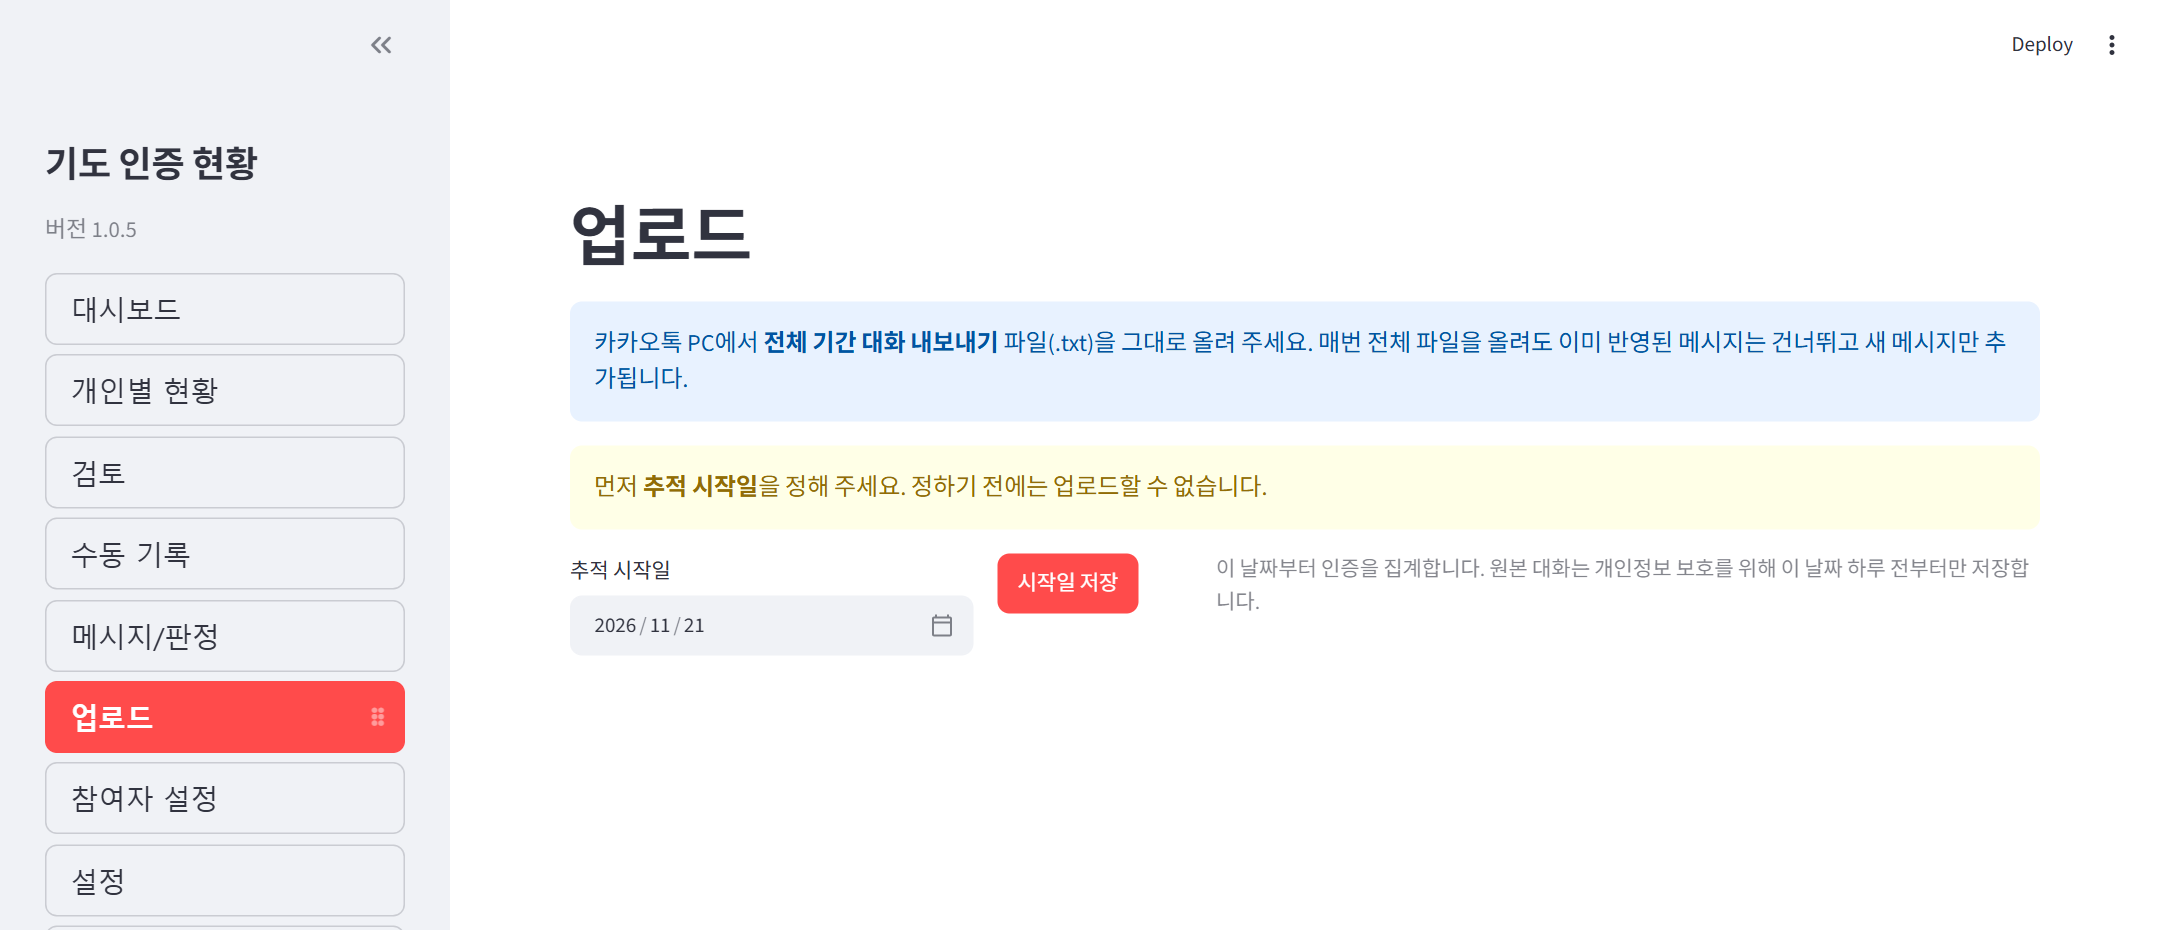 Deploy
기도 인증 현황
버전 1.0.5
대시보드
개인별 현황
검토
수동 기록
메시지/판정
업로드
참여자 설정
설정
업로드
카카오톡 PC에서 전체 기간 대화 내보내기 파일(.txt)을 그대로 올려 주세요. 매번 전체 파일을 올려도 이미 반영된 메시지는 건너뛰고 새 메시지만 추
가됩니다.
먼저 추적 시작일을 정해 주세요. 정하기 전에는 업로드할 수 없습니다.
추적 시작일
2026/11/21
시작일 저장
이 날짜부터 인증을 집계합니다. 원본 대화는 개인정보 보호를 위해 이 날짜 하루 전부터만 저장합
니다.